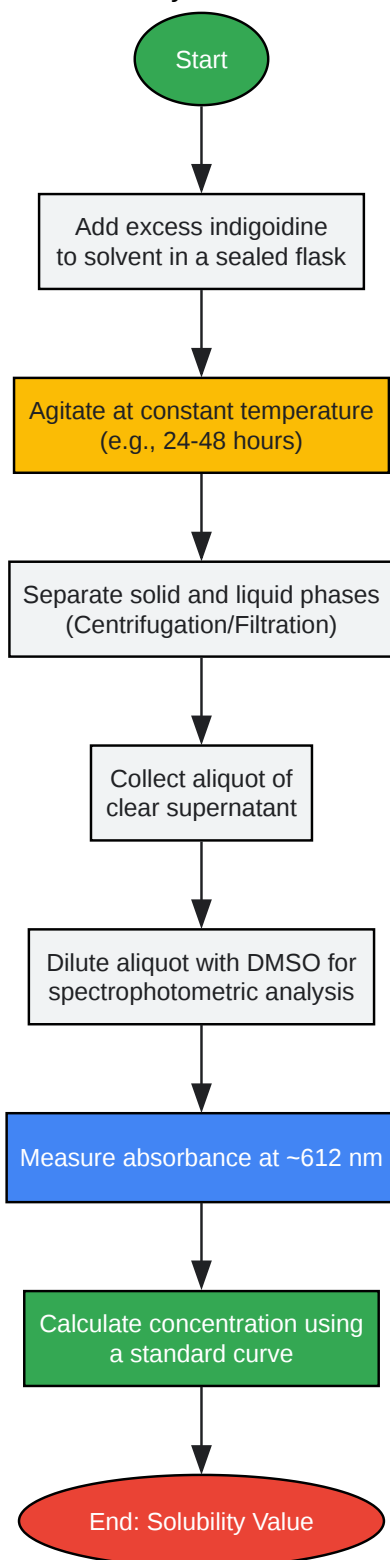 Start
Add excess indigoidine
to solvent in a sealed flask
Agitate at constant temperature
(e.g., 24-48 hours)
Separate solid and liquid phases
(Centrifugation/Filtration)
Collect aliquot of
clear supernatant
Dilute aliquot with DMSO for
spectrophotometric analysis
Measure absorbance at ~612 nm
Calculate concentration using
a standard curve
End: Solubility Value